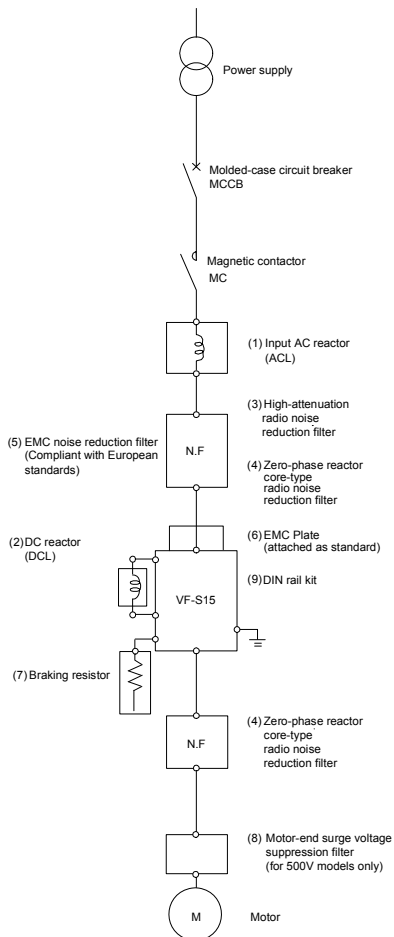 Power supply
Molded-case circuit breaker
MCCB
Magnetic contactor
MC
(1) Input AC reactor
(ACL)
(3) High-attenuation
radio noise
reduction filter
(5) EMC noise reduction filter
(Compliant with European
standards)
N.F
(4) Zero-phase reactor
core-type
radio noise
reduction filter
(6) EMC Plate
(attached as standard)
(2) DC reactor
(DCL)
(9) DIN rail kit
VF-S15
(7) Braking resistor
(4) Zero-phase reactor
core-type
radio noise
reduction filter
N.F
(8) Motor-end surge voltage
suppression filter
(for 500V models only)
M
Motor